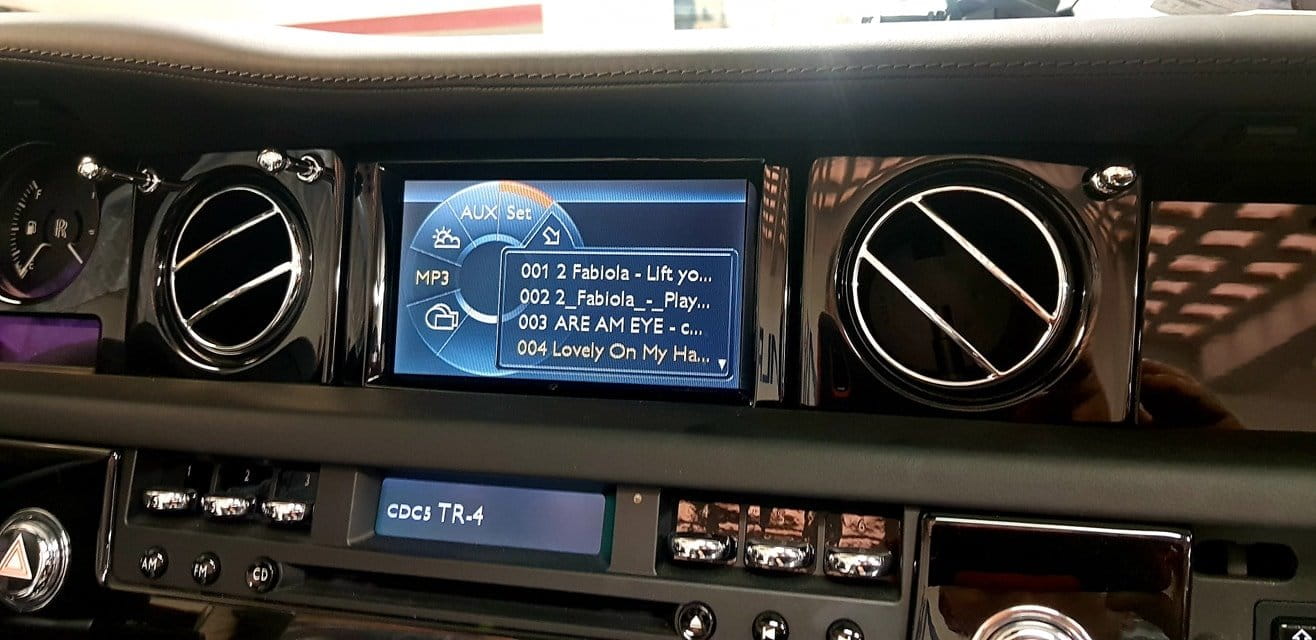 AUX Set
MP3
001 2 Fabiola - Lift yo...
002 2_Fabiola_-_Play...
003 ARE AM EYE - c...
004 Lovely On My Ha...
F
R
1 2 3
CDC5 TR-4
6
AM FM CD